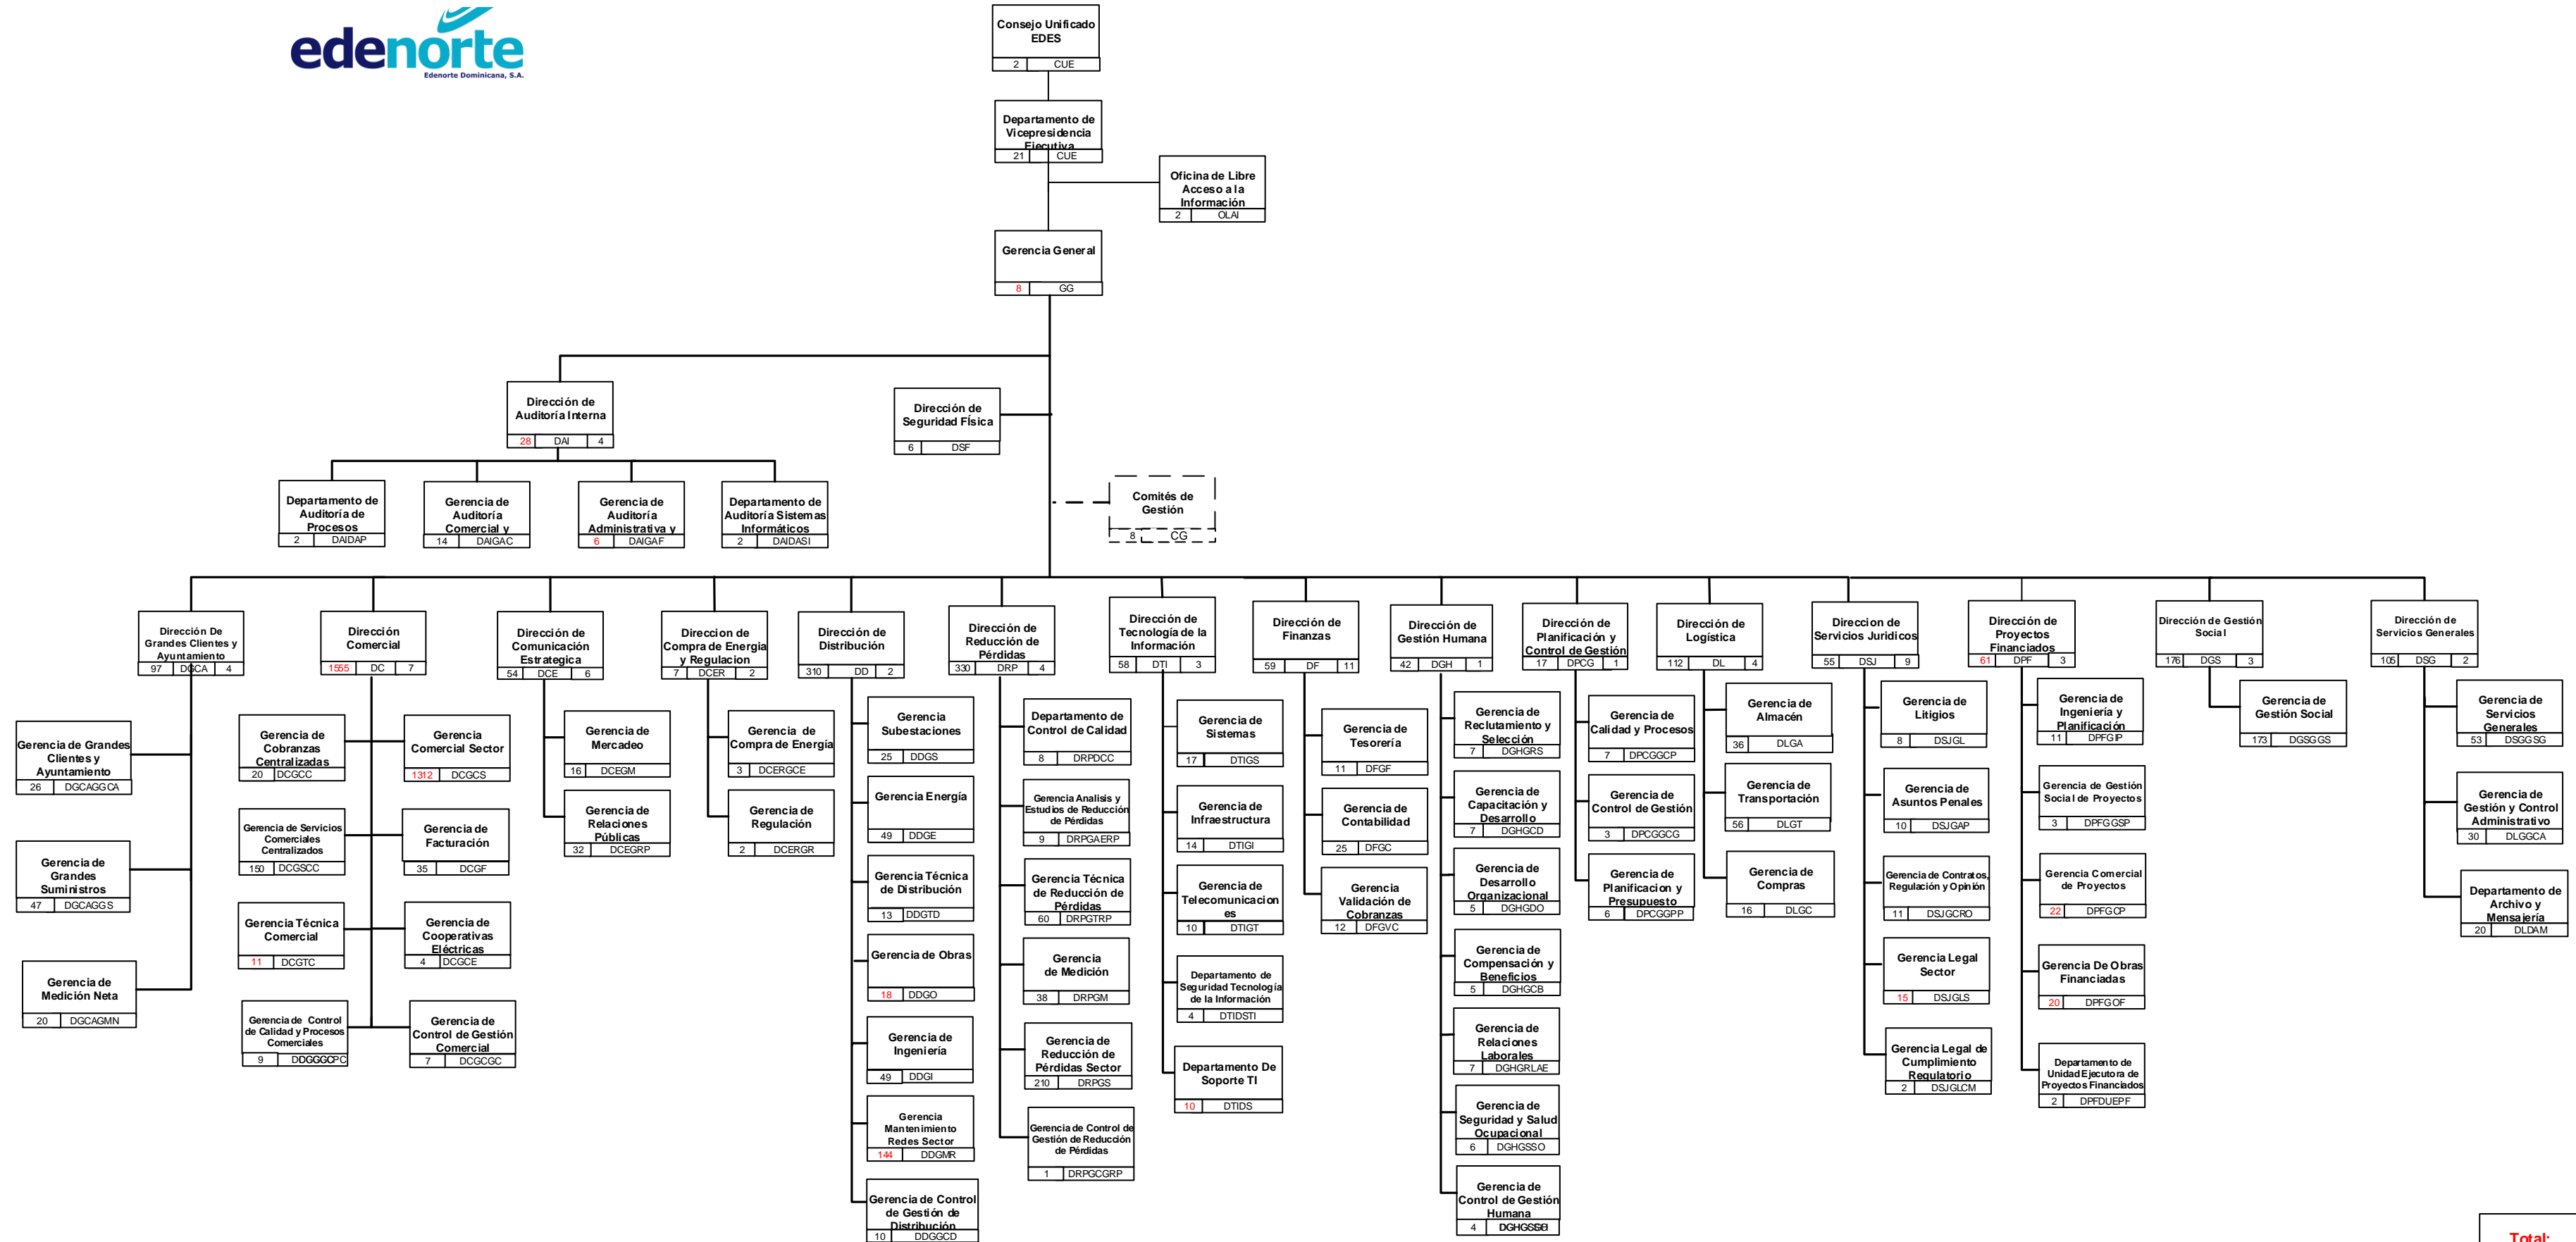 edenorte
Edenorte Dominicana, S.A.
Consejo Unificado
EDES
2 CUE
Departamento de
Vicepresidencia
Ejecutiva
21 CUE
Oficina de Libre
Acceso a la
Información
2 OLAI
Gerencia General
8 GG
Dirección de
Auditoría Interna
28 DAI 4
Dirección de
Seguridad FÍsica
6 DSF
Departamento de
Auditoría de
Procesos
2 DAIDAP
Gerencia de
Auditoría
Comercial y
14 DAIGAC
Gerencia de
Auditoría
Administrativa y
6 DAIGAF
Departamento de
Auditoría Sistemas
Informáticos
2 DAIDASI
Comités de
Gestión
8 CG
Dirección De
Grandes Clientes y
Ayuntamiento
97 DGCA 4
Gerencia de Grandes
Clientes y
Ayuntamiento
26 DGCAGGCA
Gerencia de
Grandes
Suministros
47 DGCAGGS
Gerencia de
Medición Neta
20 DGCAGMN
Dirección
Comercial
1555 DC 7
Gerencia de
Cobranzas
Centralizadas
20 DCGCC
Gerencia
Comercial Sector
1312 DCGCS
Gerencia de Servicios
Comerciales
Centralizados
150 DCGSCC
Gerencia de
Facturación
35 DCGF
Gerencia Técnica
Comercial
11 DCGTC
Gerencia de
Cooperativas
Eléctricas
4 DCGCE
Gerencia de Control
de Calidad y Procesos
Comerciales
9
Gerencia de
Control de Gestión
Comercial
7 DCGCGC
Dirección de
Comunicación
Estrategica
54 DCE 6
Gerencia de
Mercadeo
16 DCEGM
Gerencia de
Relaciones
Públicas
32 DCEGRP
Direccion de
Compra de Energia
y Regulacion
7 DCER 2
Gerencia de
Compra de Energía
3 DCERGCE
Gerencia de
Regulación
2 DCERGR
Dirección de
Distribución
310 DD 2
Gerencia
Subestaciones
25 DDGS
Gerencia Energía
49 DDGE
Gerencia Técnica
de Distribución
13 DDGTD
Gerencia de Obras
18 DDGO
Gerencia de
Ingeniería
49 DDGI
Gerencia
Mantenimiento
Redes Sector
144 DDGMR
Gerencia de Control
de Gestión de
Distribución
10 DDGGCD
Dirección de
Reducción de
Pérdidas
330 DRP 4
Departamento de
Control de Calidad
8 DRPDCC
Gerencia Analisis y
Estudios de Reducción
de Pérdidas
9 DRPGAERP
Gerencia Técnica
de Reducción de
Pérdidas
60 DRPGTRP
Gerencia
de Medición
38 DRPGM
Gerencia de
Reducción de
Pérdidas Sector
210 DRPGS
Gerencia de Control de
Gestión de Reducción
de Pérdidas
1 DRPGCGRP
Dirección de
Tecnología de la
Información
58 DTI 3
Gerencia de
Sistemas
17 DTIGS
Gerencia de
Infraestructura
14 DTIGI
Gerencia de
Telecomunicacion
es
10 DTIGT
Departamento de
Seguridad Tecnología
de la Información
4 DTIDSTI
Departamento De
Soporte TI
10 DTIDS
Dirección de
Finanzas
59 DF 11
Gerencia de
Tesorería
11 DFGF
Gerencia de
Contabilidad
25 DFGC
Gerencia
Validación de
Cobranzas
12 DFGVC
Dirección de
Gestión Humana
42 DGH 1
Gerencia de
Reclutamiento y
Selección
7 DGHGRS
Gerencia de
Capacitación y
Desarrollo
7 DGHGCD
Gerencia de
Desarrollo
Organizacional
5 DGHGDO
Gerencia de
Compensación y
Beneficios
5 DGHGCB
Gerencia de
Relaciones
Laborales
7 DGHGRLAE
Gerencia de
Seguridad y Salud
Ocupacional
6 DGHGSSO
Gerencia de
Control de Gestión
Humana
4
Dirección de
Planificación y
Control de Gestión
17 DPCG 1
Gerencia de
Calidad y Procesos
7 DPCGGCP
Gerencia de
Control de Gestión
3 DPCGGCG
Gerencia de
Planificacion y
Presupuesto
6 DPCGGPP
Dirección de
Logística
112 DL 4
Gerencia de
Almacén
36 DLGA
Gerencia de
Transportación
56 DLGT
Gerencia de
Compras
16 DLGC
Direccion de
Servicios Juridicos
55 DSJ 9
Gerencia de
Litigios
8 DSJGL
Gerencia de
Asuntos Penales
10 DSJGAP
Gerencia de Contratos,
Regulación y Opinión
11 DSJGCRO
Gerencia Legal
Sector
15 DSJGLS
Gerencia Legal de
Cumplimiento
Regulatorio
2 DSJGLCM
Dirección de
Proyectos
Financiados
61 DPF 3
Gerencia de
Ingeniería y
Planificación
11 DPFGIP
Gerencia de Gestión
Social de Proyectos
3 DPFGGSP
Gerencia Comercial
de Proyectos
22 DPFGCP
Gerencia De Obras
Financiadas
20 DPFGOF
Departamento de
Unidad Ejecutora de
Proyectos Financiados
2 DPFDUEPF
Dirección de Gestión
Social
176 DGS 3
Gerencia de
Gestión Social
173 DGSGGS
Dirección de
Servicios Generales
105 DSG 2
Gerencia de
Servicios
Generales
53 DSGGSG
Gerencia de
Gestión y Control
Administrativo
30 DLGGCA
Departamento de
Archivo y
Mensajería
20 DLDAM
Total: